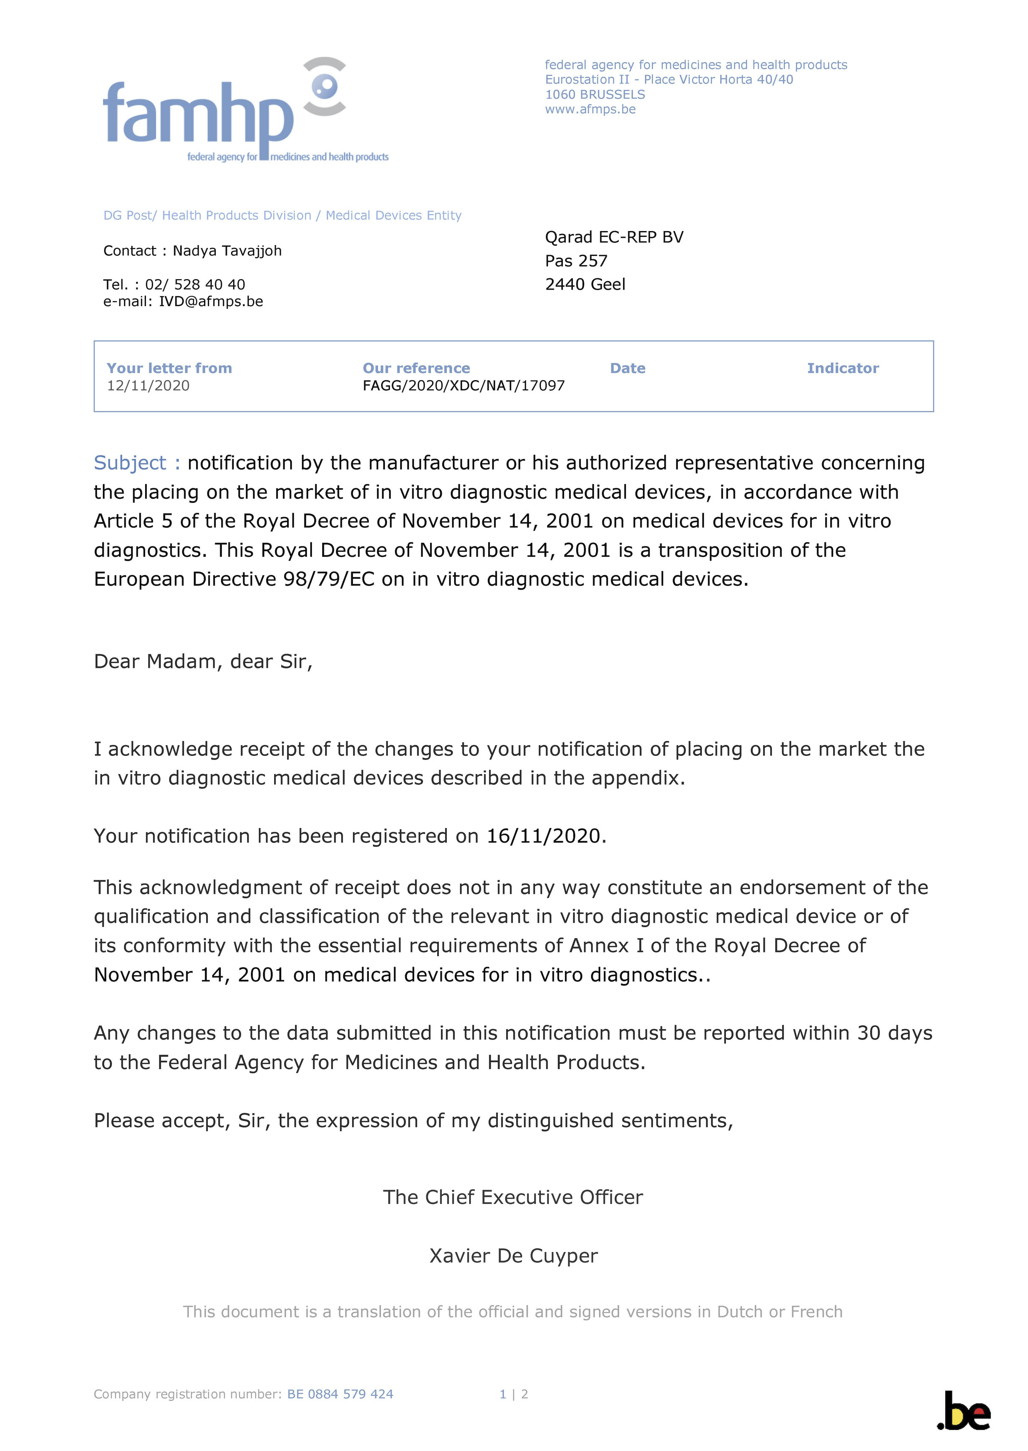 famhp
federal agency for medicines and health products
federal agency for medicines and health products
Eurostation II - Place Victor Horta 40/40
1060 BRUSSELS
www.afmps.be
DG Post/ Health Products Division / Medical Devices Entity
Contact : Nadya Tavajjoh
Tel. : 02/ 528 40 40
e-mail: IVD@afmps.be
Qarad EC-REP BV
Pas 257
2440 Geel
Your letter from Our reference Date Indicator
12/11/2020 FAGG/2020/XDC/NAT/17097
Subject : notification by the manufacturer or his authorized representative concerning
the placing on the market of in vitro diagnostic medical devices, in accordance with
Article 5 of the Royal Decree of November 14, 2001 on medical devices for in vitro
diagnostics. This Royal Decree of November 14, 2001 is a transposition of the
European Directive 98/79/EC on in vitro diagnostic medical devices.
Dear Madam, dear Sir,
I acknowledge receipt of the changes to your notification of placing on the market the
in vitro diagnostic medical devices described in the appendix.
Your notification has been registered on 16/11/2020.
This acknowledgment of receipt does not in any way constitute an endorsement of the
qualification and classification of the relevant in vitro diagnostic medical device or of
its conformity with the essential requirements of Annex I of the Royal Decree of
November 14, 2001 on medical devices for in vitro diagnostics..
Any changes to the data submitted in this notification must be reported within 30 days
to the Federal Agency for Medicines and Health Products.
Please accept, Sir, the expression of my distinguished sentiments,
The Chief Executive Officer
Xavier De Cuyper
This document is a translation of the official and signed versions in Dutch or French
Company registration number: BE 0884 579 424 1 | 2
.be